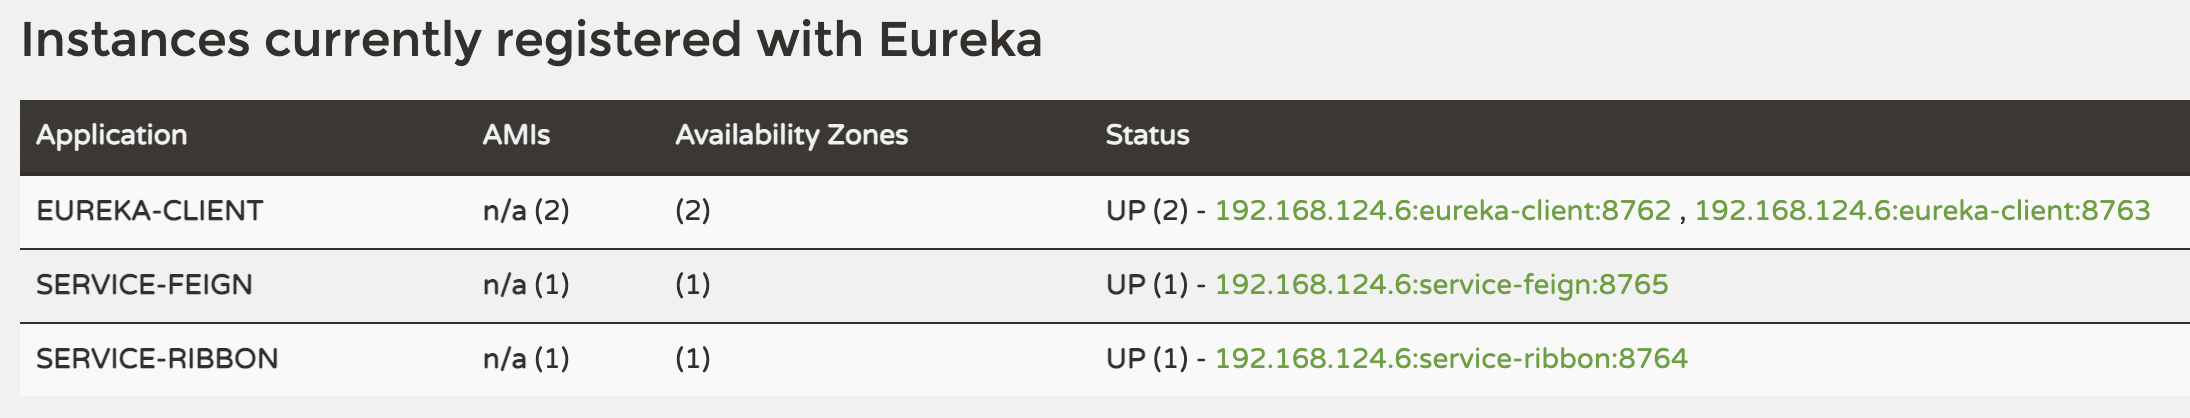 Instances currently registered with Eureka
Application AMIs Availability Zones Status
EUREKA-CLIENT n/a (2) (2) UP (2) - 192.168.124.6:eureka-client:8762 , 192.168.124.6:eureka-client:8763
SERVICE-FEIGN n/a (1) (1) UP (1) - 192.168.124.6:service-feign:8765
SERVICE-RIBBON n/a (1) (1) UP (1) - 192.168.124.6:service-ribbon:8764